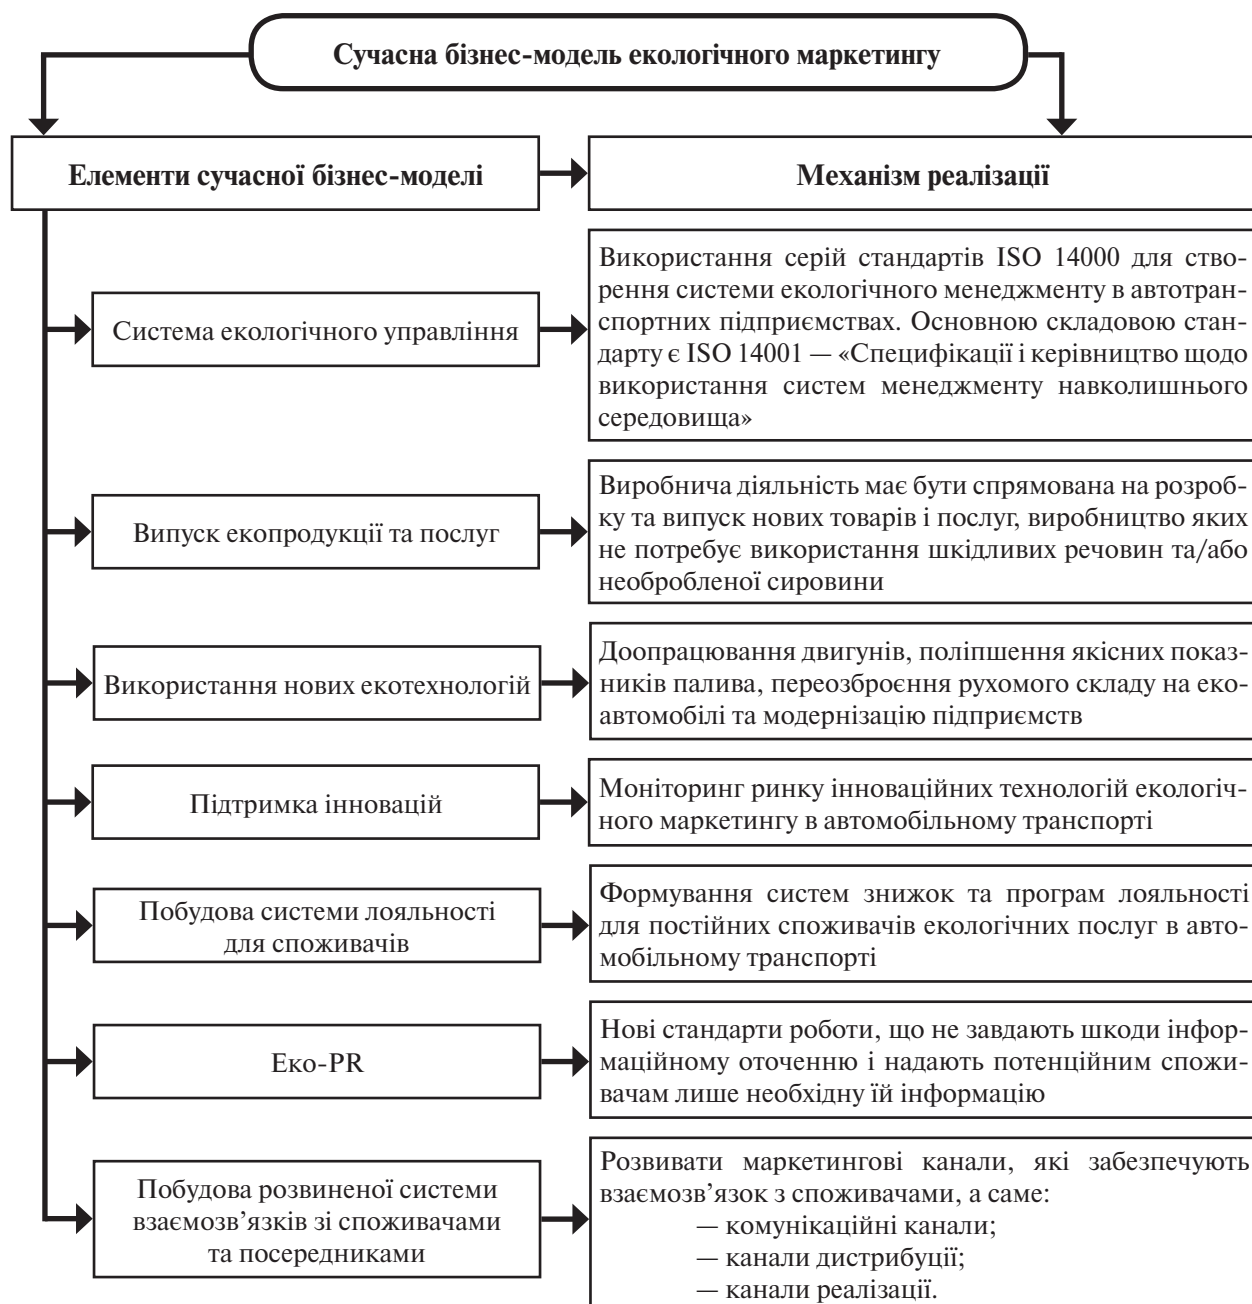 Сучасна бізнес-модель екологічного маркетингу
Елементи сучасної бізнес-моделі
Механізм реалізації
Система екологічного управління
Використання серій стандартів ISO 14000 для ство-
рення системи екологічного менеджменту в автотран-
спортних підприємствах. Основною складовою стан-
дарту є ISO 14001 — «Специфікації і керівництво щодо
використання систем менеджменту навколишнього
середовища»
Випуск екопродукції та послуг
Виробнича діяльність має бути спрямована на розроб-
ку та випуск нових товарів і послуг, виробництво яких
не потребує використання шкідливих речовин та/або
необробленої сировини
Використання нових екотехнологій
Доопрацювання двигунів, поліпшення якісних показ-
ників палива, переозброєння рухомого складу на еко-
автомобілі та модернізацію підприємств
Підтримка інновацій
Моніторинг ринку інноваційних технологій екологіч-
ного маркетингу в автомобільному транспорті
Побудова системи лояльності
для споживачів
Формування систем знижок та програм лояльності
для постійних споживачів екологічних послуг в авто-
мобільному транспорті
Еко-PR
Нові стандарти роботи, що не завдають шкоди інфор-
маційному оточенню і надають потенційним спожи-
вачам лише необхідну їй інформацію
Побудова розвиненої системи
взаємозв'язків зі споживачами
та посередниками
Розвивати маркетингові канали, які забезпечують
взаємозв'язок з споживачами, а саме:
— комунікаційні канали;
— канали дистрибуції;
— канали реалізації.